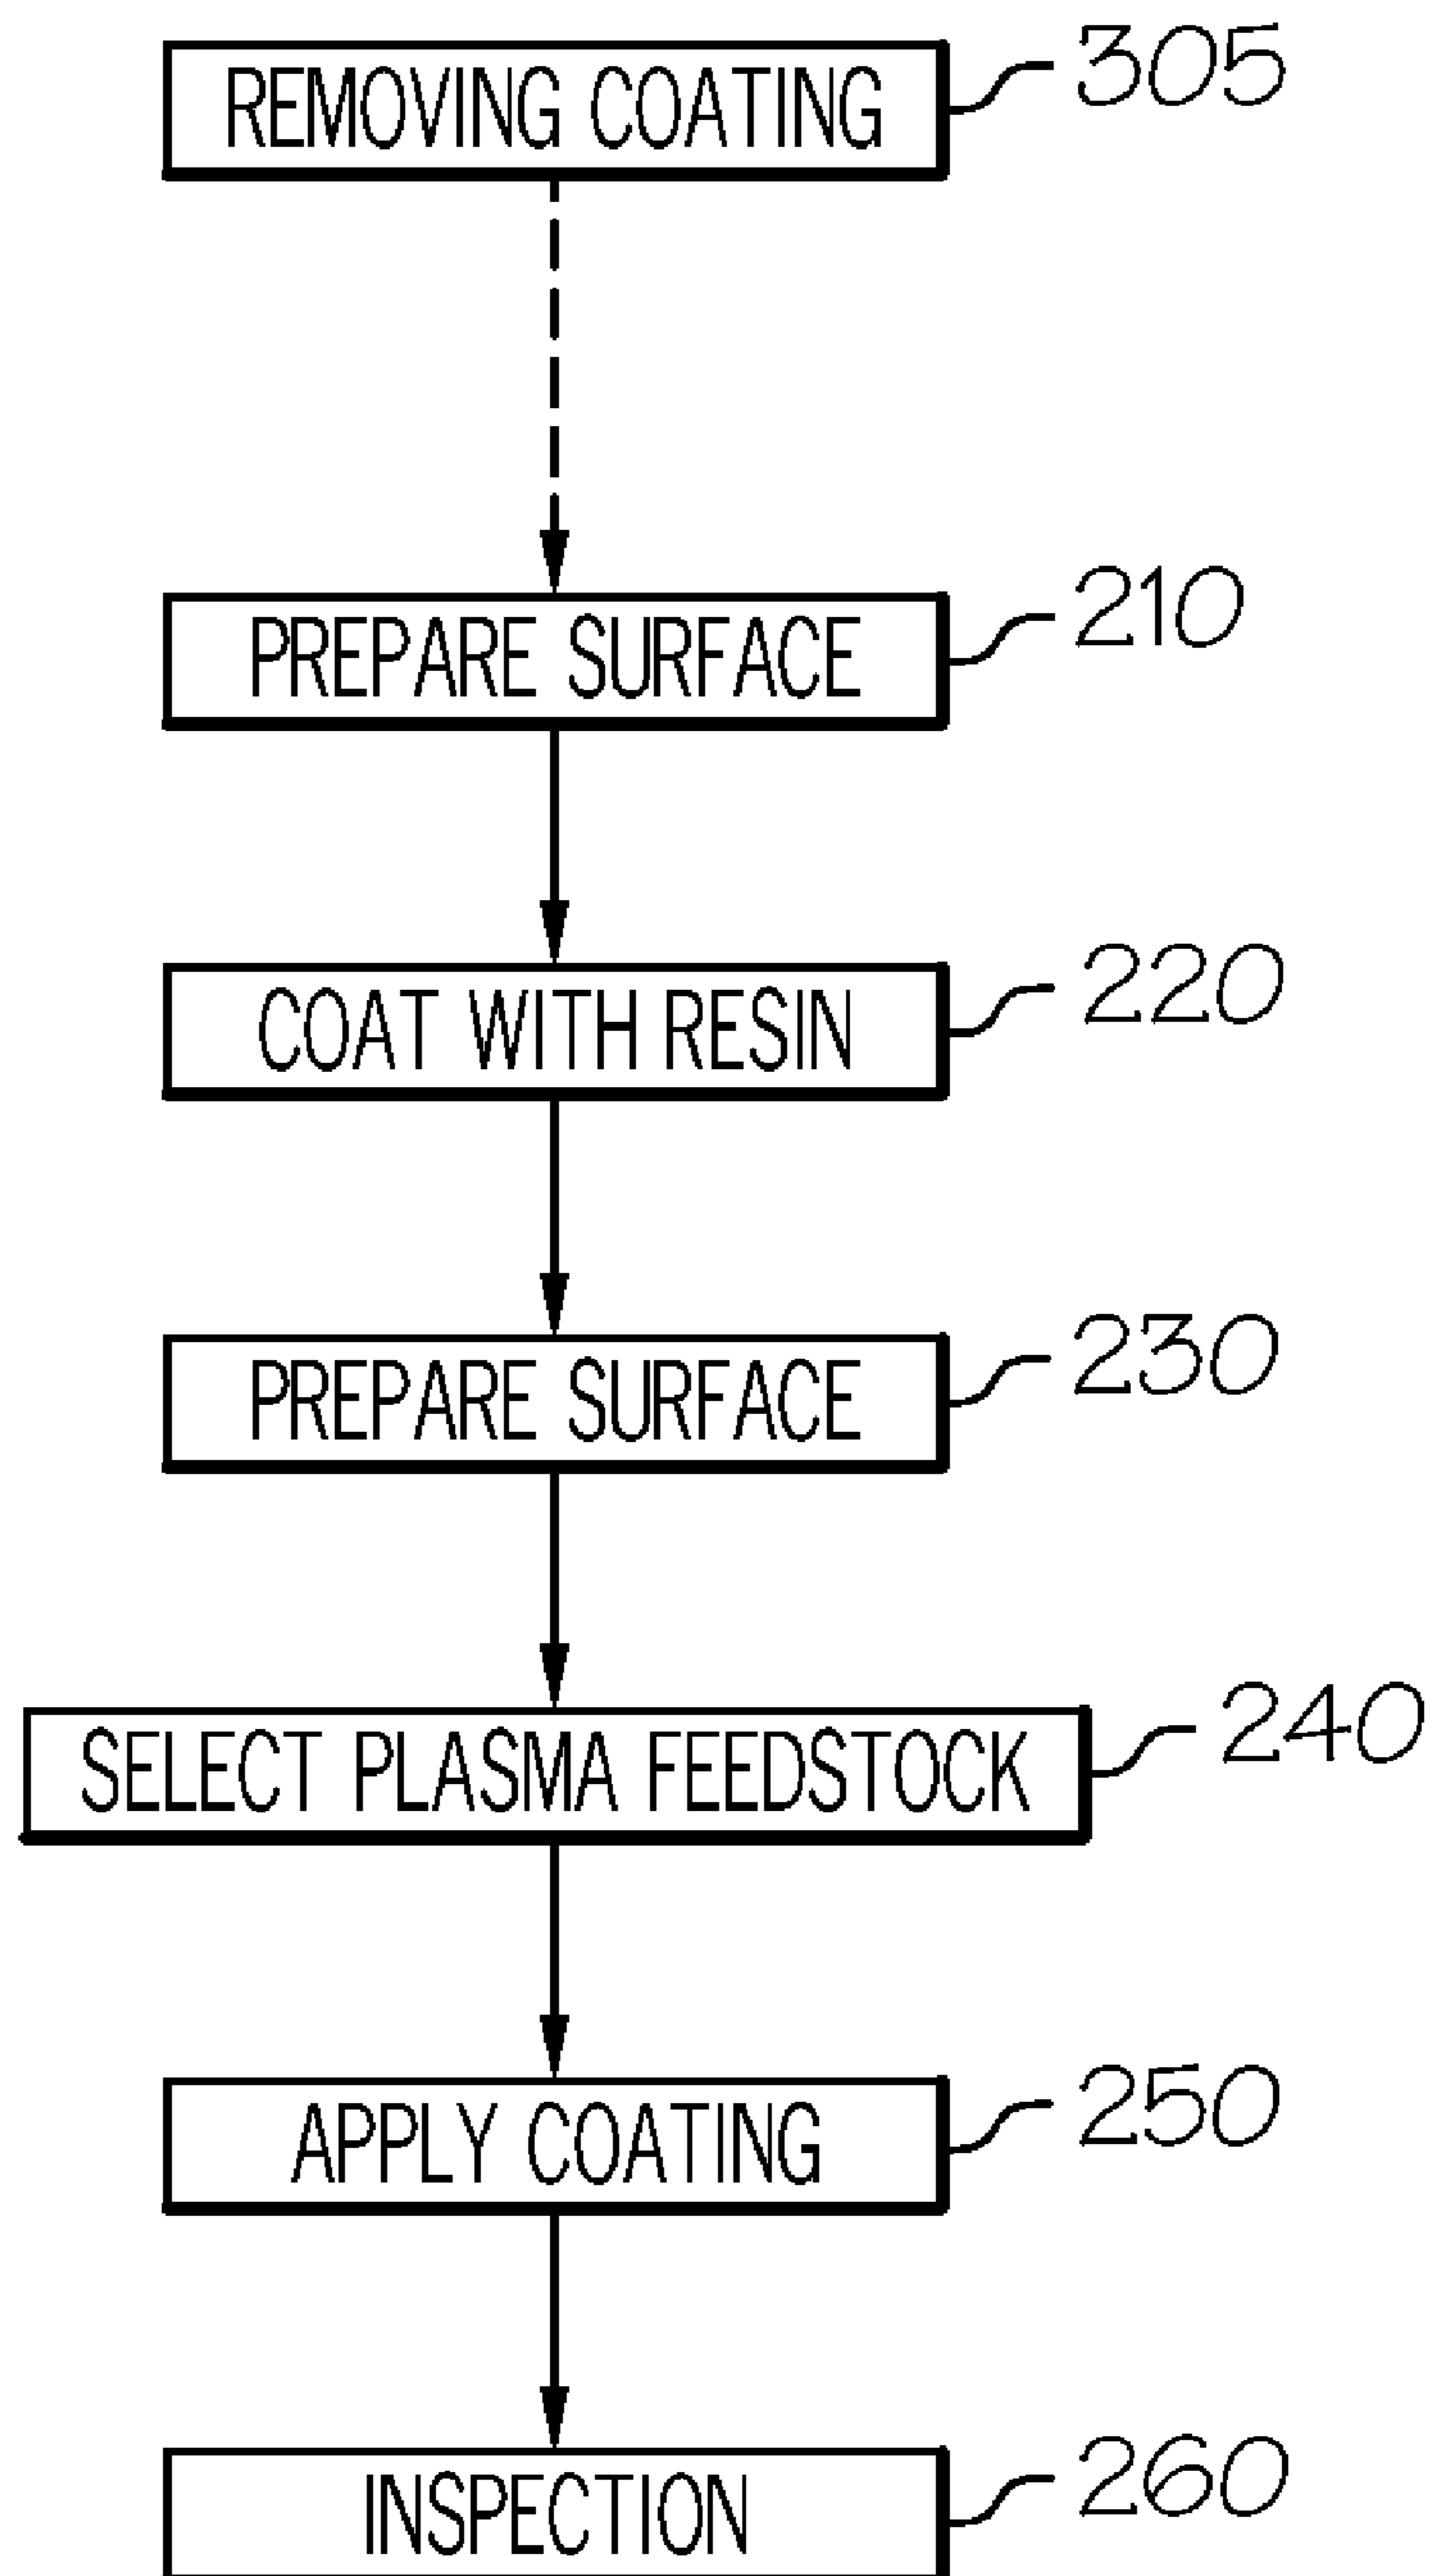 REMOVING COATING 305
PREPARE SURFACE 210
COAT WITH RESIN 220
PREPARE SURFACE 230
SELECT PLASMA FEEDSTOCK 240
APPLY COATING 250
INSPECTION 260